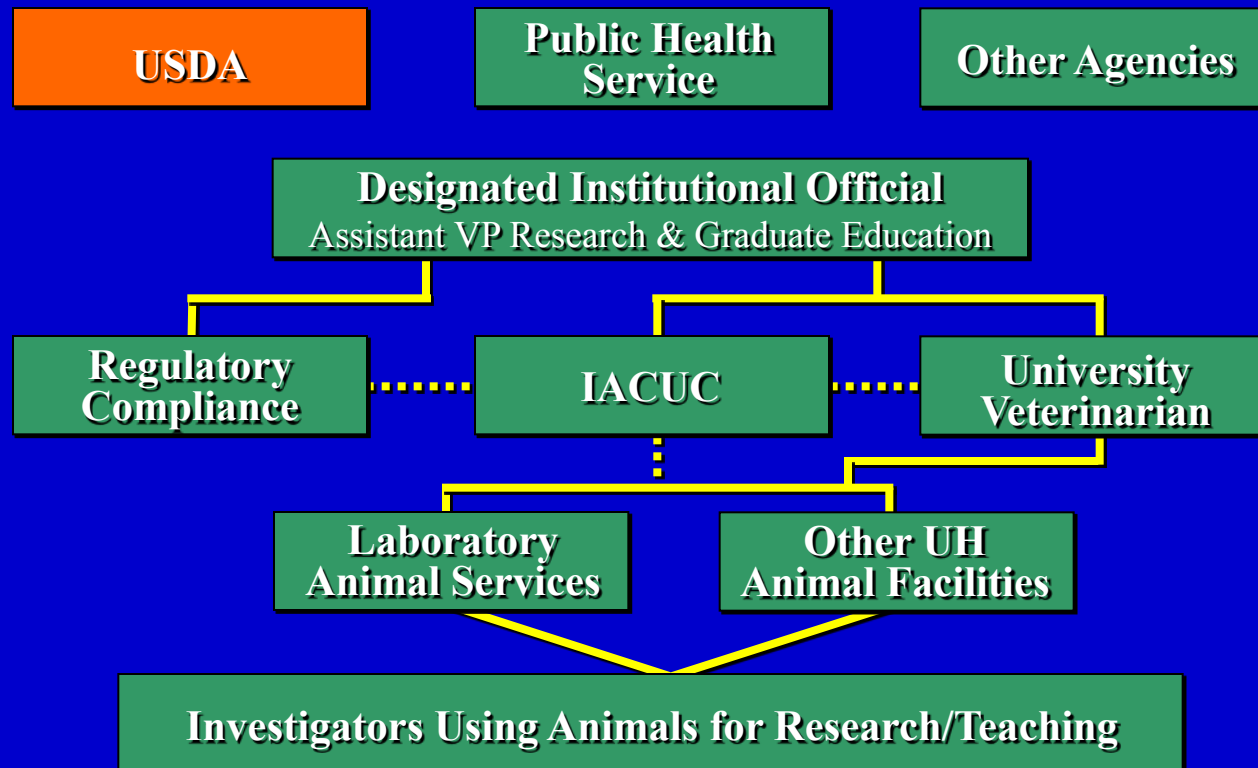 USDA
Public Health
Service
Other Agencies
Designated Institutional Official
Assistant VP Research & Graduate Education
Regulatory
Compliance
IACUC
University
Veterinarian
Laboratory
Animal Services
Other UH
Animal Facilities
Investigators Using Animals for Research/Teaching